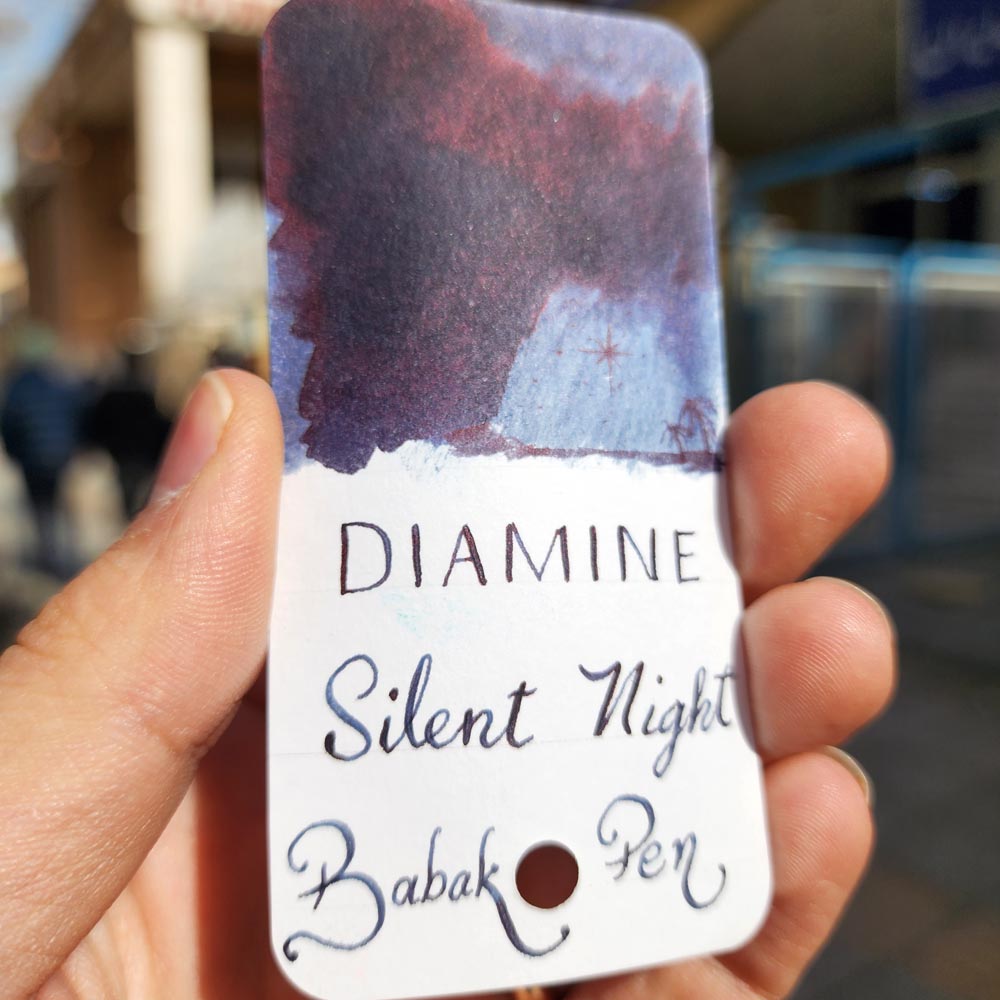 DIAMINE
Silent Night
Babak Pen